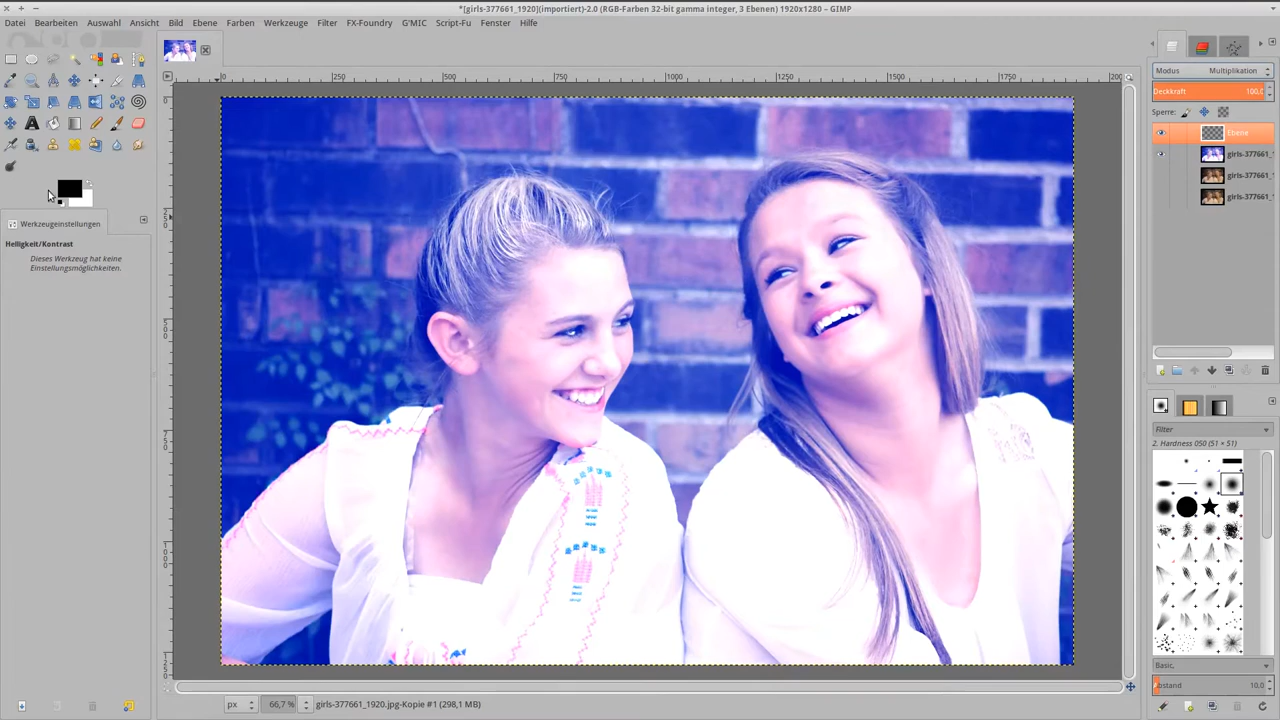 *[girls-377661_1920](importiert)-2.0 (RGB-Farben 32-bit gamma integer, 3 Ebenen) 1920x1280 – GIMP
Datei Bearbeiten Auswahl Ansicht Bild Ebene Farben Werkzeuge Filter FX-Foundry G'MIC Script-Fu Fenster Hilfe
Modus Multiplikation
Deckkraft 100,0
Sperre:
Ebene
girls-377661_1
girls-377661_1
girls-377661_1
Werkzeugeinstellungen
Helligkeit/Kontrast
Dieses Werkzeug hat keine
Einstellungsmöglichkeiten.
0 250 500 750 1000 1250 1500 1750
Filter
2. Hardness 050 (51 × 51)
Basic,
Abstand 10,0
px 66,7 % girls-377661_1920.jpg-Kopie #1 (298,1 MB)